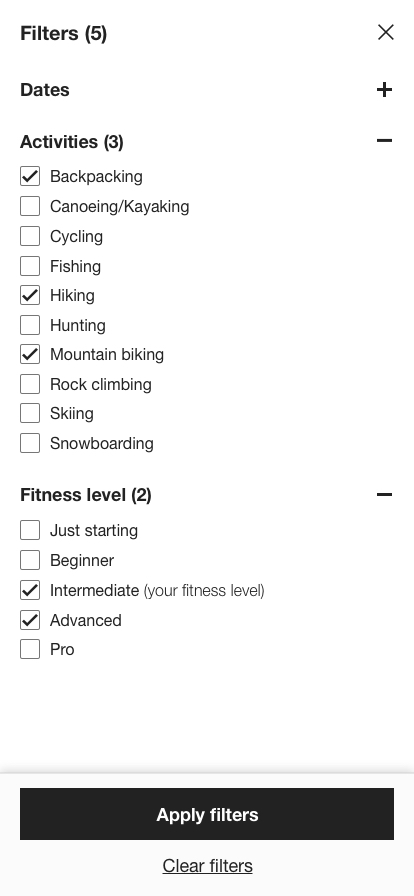 Filters (5)
Dates
Activities (3)
Backpacking
Canoeing/Kayaking
Cycling
Fishing
Hiking
Hunting
Mountain biking
Rock climbing
Skiing
Snowboarding
Fitness level (2)
Just starting
Beginner
Intermediate (your fitness level)
Advanced
Pro
Apply filters
Clear filters